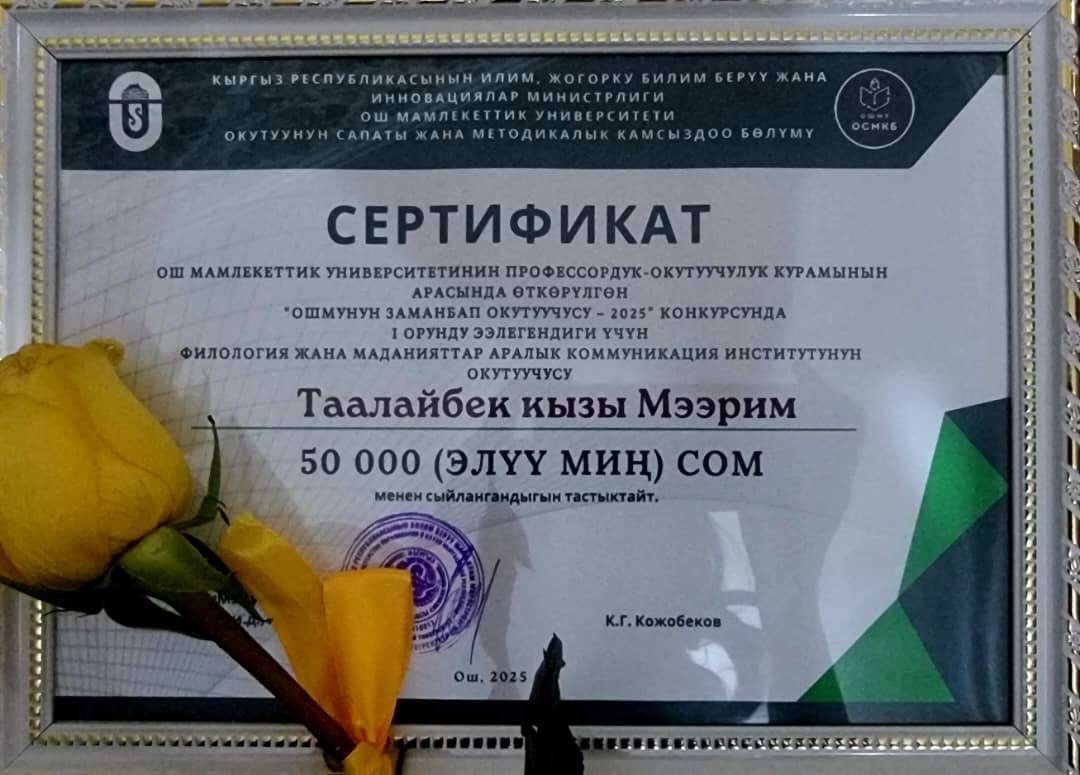 КЫРГЫЗ РЕСПУБЛИКАСЫНЫН ИЛИМ, ЖОГОРКУ БИЛИМ БЕРҮҮ ЖАНА
ИННОВАЦИЯЛАР МИНИСТРЛИГИ
ОШ МАМЛЕКЕТТИК УНИВЕРСИТЕТИ
ОКУТУУНУН САПАТЫ ЖАНА МЕТОДИКАЛЫК КАМСЫЗДОО БӨЛҮМҮ
ОШМУ
ОСМКБ
СЕРТИФИКАТ
ОШ МАМЛЕКЕТТИК УНИВЕРСИТЕТИНИН ПРОФЕССОРДУК-ОКУТУУЧУЛУК КУРАМЫНЫН
АРАСЫНДА ӨТКӨРҮЛГӨН
"ОШМУНУН ЗАМАНБАП ОКУТУУЧУСУ – 2025" КОНКУРСУНДА
I ОРУНДУ ЭЭЛЕГЕНДИГИ ҮЧҮН
ФИЛОЛОГИЯ ЖАНА МАДАНИЯТТАР АРАЛЫК КОММУНИКАЦИЯ ИНСТИТУТУНУН
ОКУТУУЧУСУ
Таалайбек кызы Мээрим
50 000 (ЭЛҮҮ МИҢ) СОМ
менен сыйлангандыгын тастыктайт.
К.Г. Кожобеков
Ош, 2025